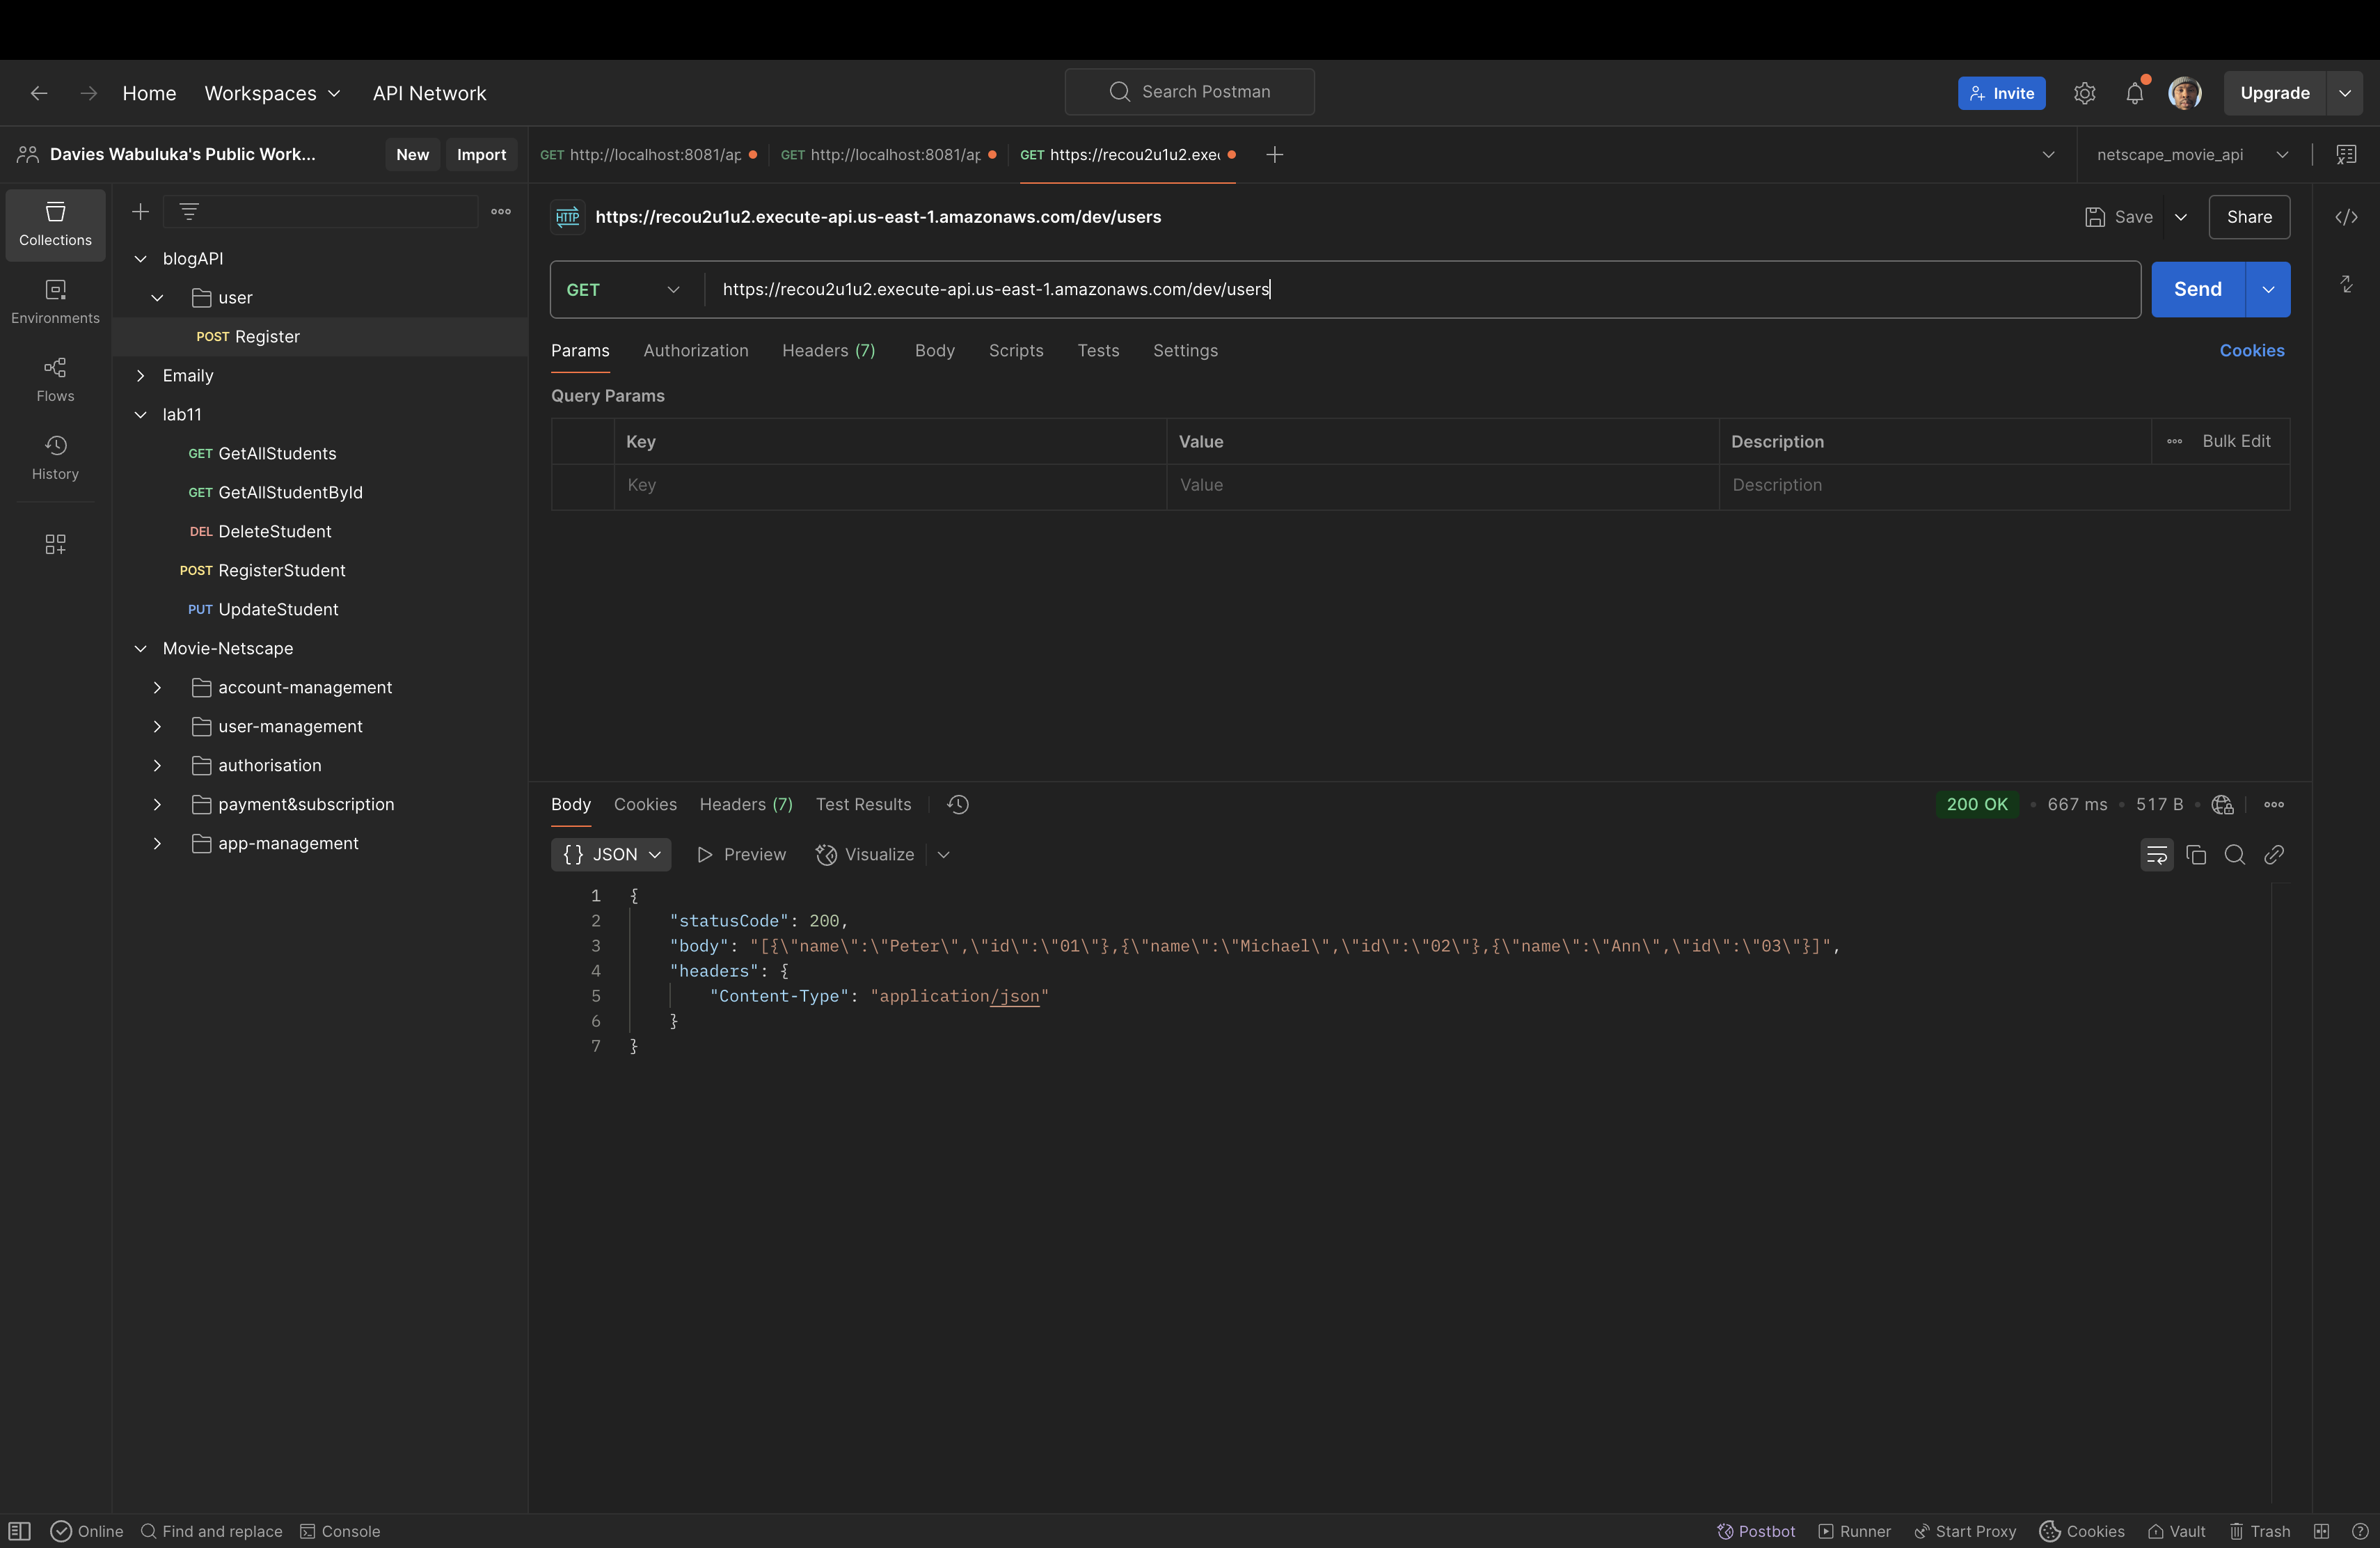 Home Workspaces API Network
Search Postman
Invite
Upgrade
Davies Wabuluka's Public Work...
New Import
GET http://localhost:8081/ap
GET http://localhost:8081/ap
GET https://recou2u1u2.exe
netscape_movie_api
Collections
Environments
Flows
History
blogAPI
user
POST Register
Emaily
lab11
GET GetAllStudents
GET GetAllStudentById
DEL DeleteStudent
POST RegisterStudent
PUT UpdateStudent
Movie-Netscape
account-management
user-management
authorisation
payment&subscription
app-management
HTTP https://recou2u1u2.execute-api.us-east-1.amazonaws.com/dev/users
Save Share
GET https://recou2u1u2.execute-api.us-east-1.amazonaws.com/dev/users
Send
Params Authorization Headers (7) Body Scripts Tests Settings Cookies
Query Params
Key Value Description Bulk Edit
Key Value Description
Body Cookies Headers (7) Test Results
200 OK • 667 ms • 517 B •
{} JSON Preview Visualize
1 {
2 "statusCode": 200,
3 "body": "[{\"name\":\"Peter\",\"id\":\"01\"},{\"name\":\"Michael\",\"id\":\"02\"},{\"name\":\"Ann\",\"id\":\"03\"}]",
4 "headers": {
5 "Content-Type": "application/json"
6 }
7 }
Online Find and replace Console
Postbot Runner Start Proxy Cookies Vault Trash